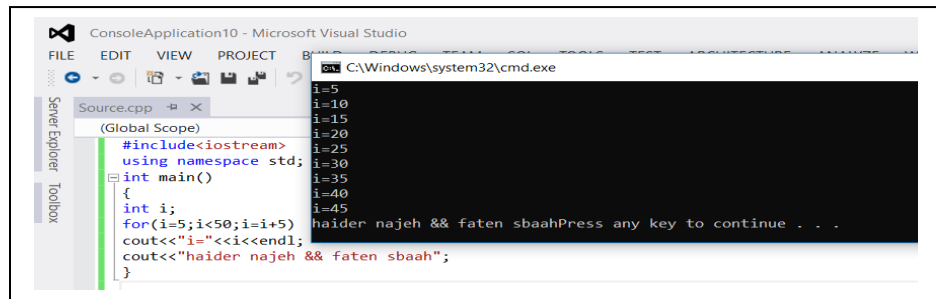 ConsoleApplication10 - Microsoft Visual Studio
FILE EDIT VIEW PROJECT
C:\Windows\system32\cmd.exe
Server Explorer
Toolbox
Source.cpp
(Global Scope)
#include<iostream>
using namespace std;
int main()
{
int i;
for(i=5;i<50;i=i+5)
cout<<"i="<<i<<endl;
cout<<"haider najeh && faten sbaah";
}
i=5
i=10
i=15
i=20
i=25
i=30
i=35
i=40
i=45
haider najeh && faten sbaahPress any key to continue . . .